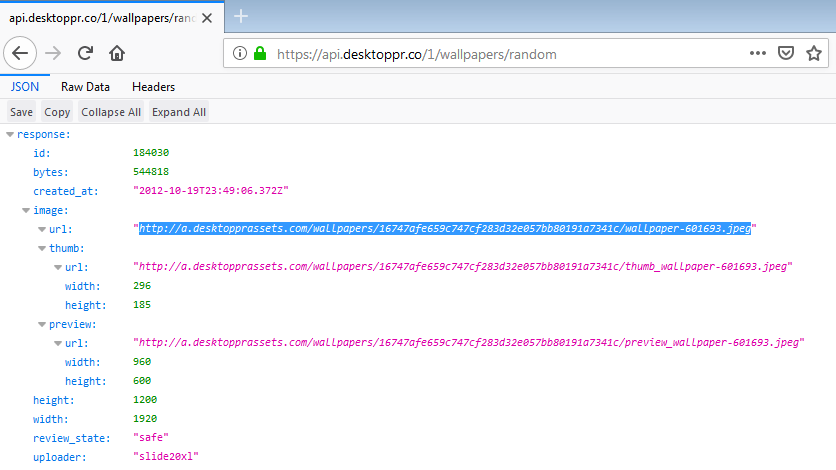 api.desktoppr.co/1/wallpapers/rand
https://api.desktoppr.co/1/wallpapers/random
JSON Raw Data Headers
Save Copy Collapse All Expand All
response:
id: 184030
bytes: 544818
created_at: "2012-10-19T23:49:06.372Z"
image:
url: "http://a.desktopprassets.com/wallpapers/16747afe659c747cf283d32e057bb80191a7341c/wallpaper-601693.jpeg"
thumb:
url: "http://a.desktopprassets.com/wallpapers/16747afe659c747cf283d32e057bb80191a7341c/thumb_wallpaper-601693.jpeg"
width: 296
height: 185
preview:
url: "http://a.desktopprassets.com/wallpapers/16747afe659c747cf283d32e057bb80191a7341c/preview_wallpaper-601693.jpeg"
width: 960
height: 600
height: 1200
width: 1920
review_state: "safe"
uploader: "slide20xl"